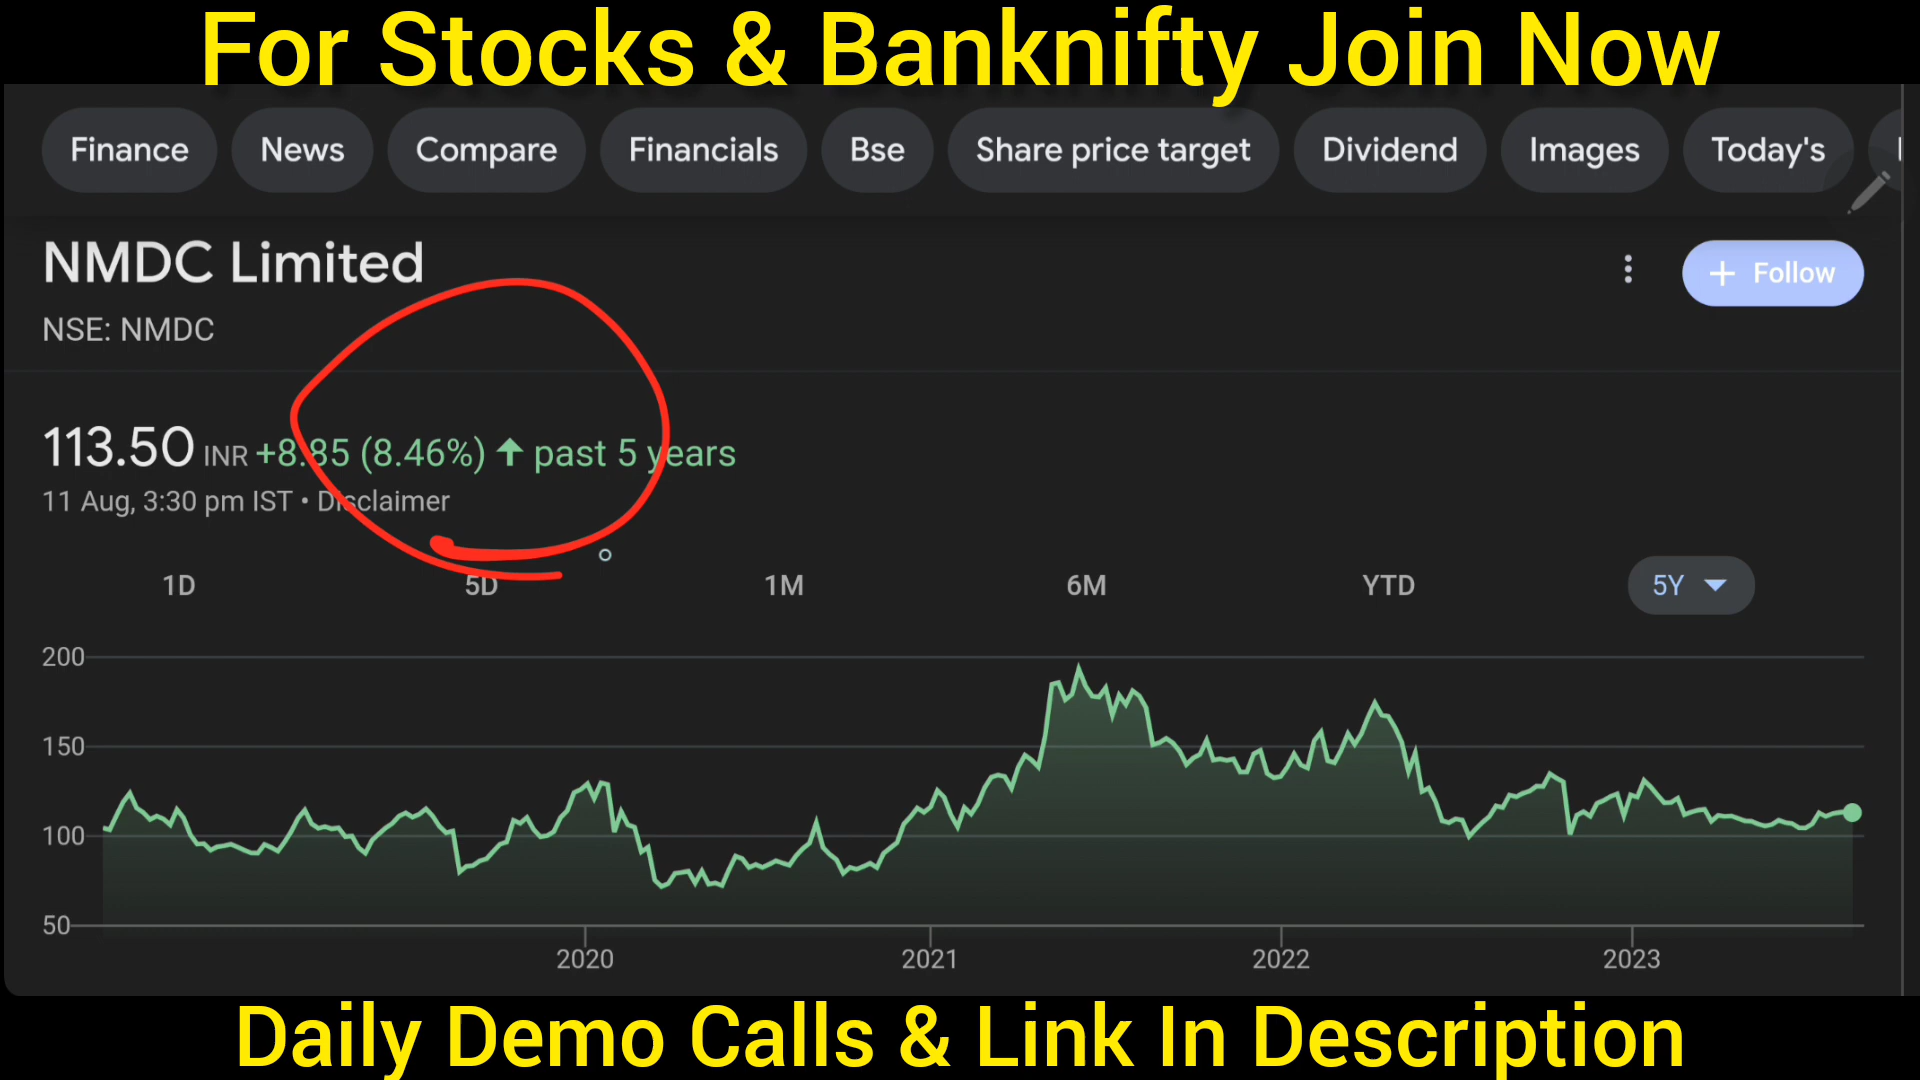 For Stocks & Banknifty Join Now
Finance News Compare Financials Bse Share price target Dividend Images Today's
NMDC Limited
+ Follow
NSE: NMDC
113.50 INR +8.85 (8.46%) ↑ past 5 years
11 Aug, 3:30 pm IST • Disclaimer
1D 5D 1M 6M YTD 5Y
200
150
100
50
2020 2021 2022 2023
Daily Demo Calls & Link In Description